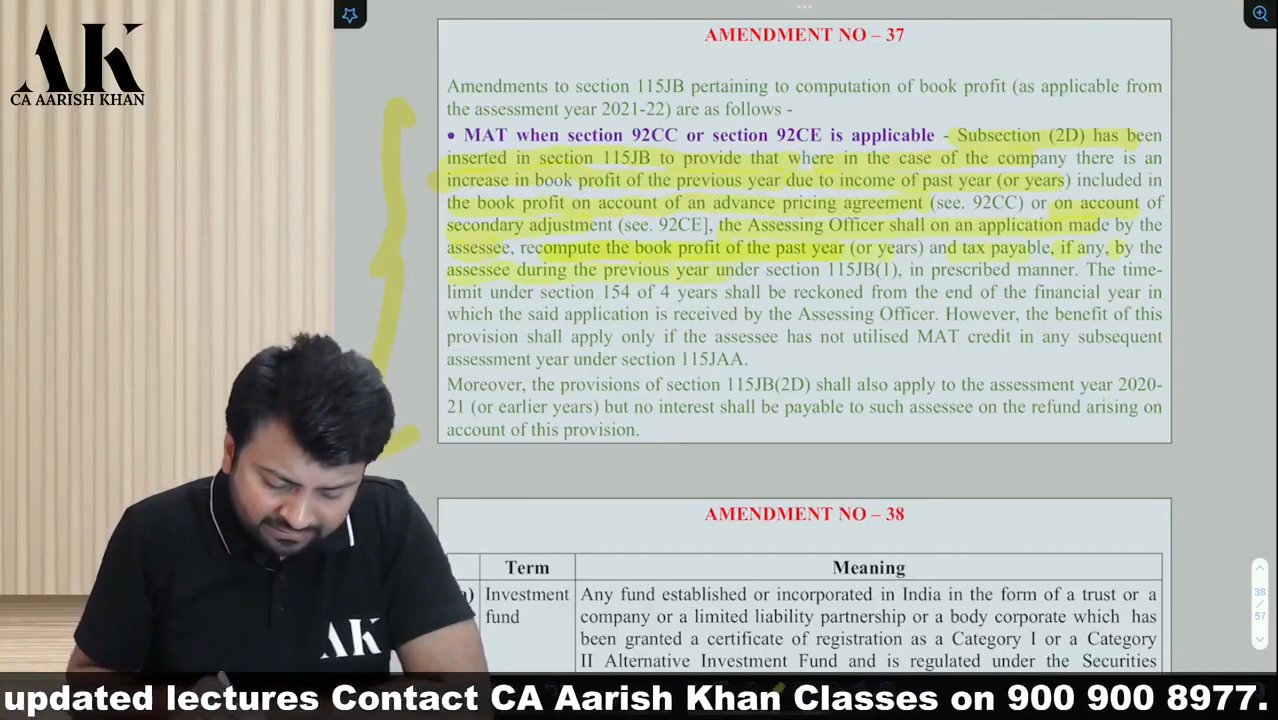 AK
CA AARISH KHAN
AMENDMENT NO – 37
Amendments to section 115JB pertaining to computation of book profit (as applicable from
the assessment year 2021-22) are as follows -
• MAT when section 92CC or section 92CE is applicable - Subsection (2D) has been
inserted in section 115JB to provide that where in the case of the company there is an
increase in book profit of the previous year due to income of past year (or years) included in
the book profit on account of an advance pricing agreement (see. 92CC) or on account of
secondary adjustment (see. 92CE], the Assessing Officer shall on an application made by the
assessee, recompute the book profit of the past year (or years) and tax payable, if any, by the
assessee during the previous year under section 115JB(1), in prescribed manner. The time-
limit under section 154 of 4 years shall be reckoned from the end of the financial year in
which the said application is received by the Assessing Officer. However, the benefit of this
provision shall apply only if the assessee has not utilised MAT credit in any subsequent
assessment year under section 115JAA.
Moreover, the provisions of section 115JB(2D) shall also apply to the assessment year 2020-
21 (or earlier years) but no interest shall be payable to such assessee on the refund arising on
account of this provision.
AMENDMENT NO – 38
Term Meaning
Investment Any fund established or incorporated in India in the form of a trust or a
fund company or a limited liability partnership or a body corporate which has
been granted a certificate of registration as a Category I or a Category
II Alternative Investment Fund and is regulated under the Securities
38
/
57
AK
updated lectures Contact CA Aarish Khan Classes on 900 900 8977.